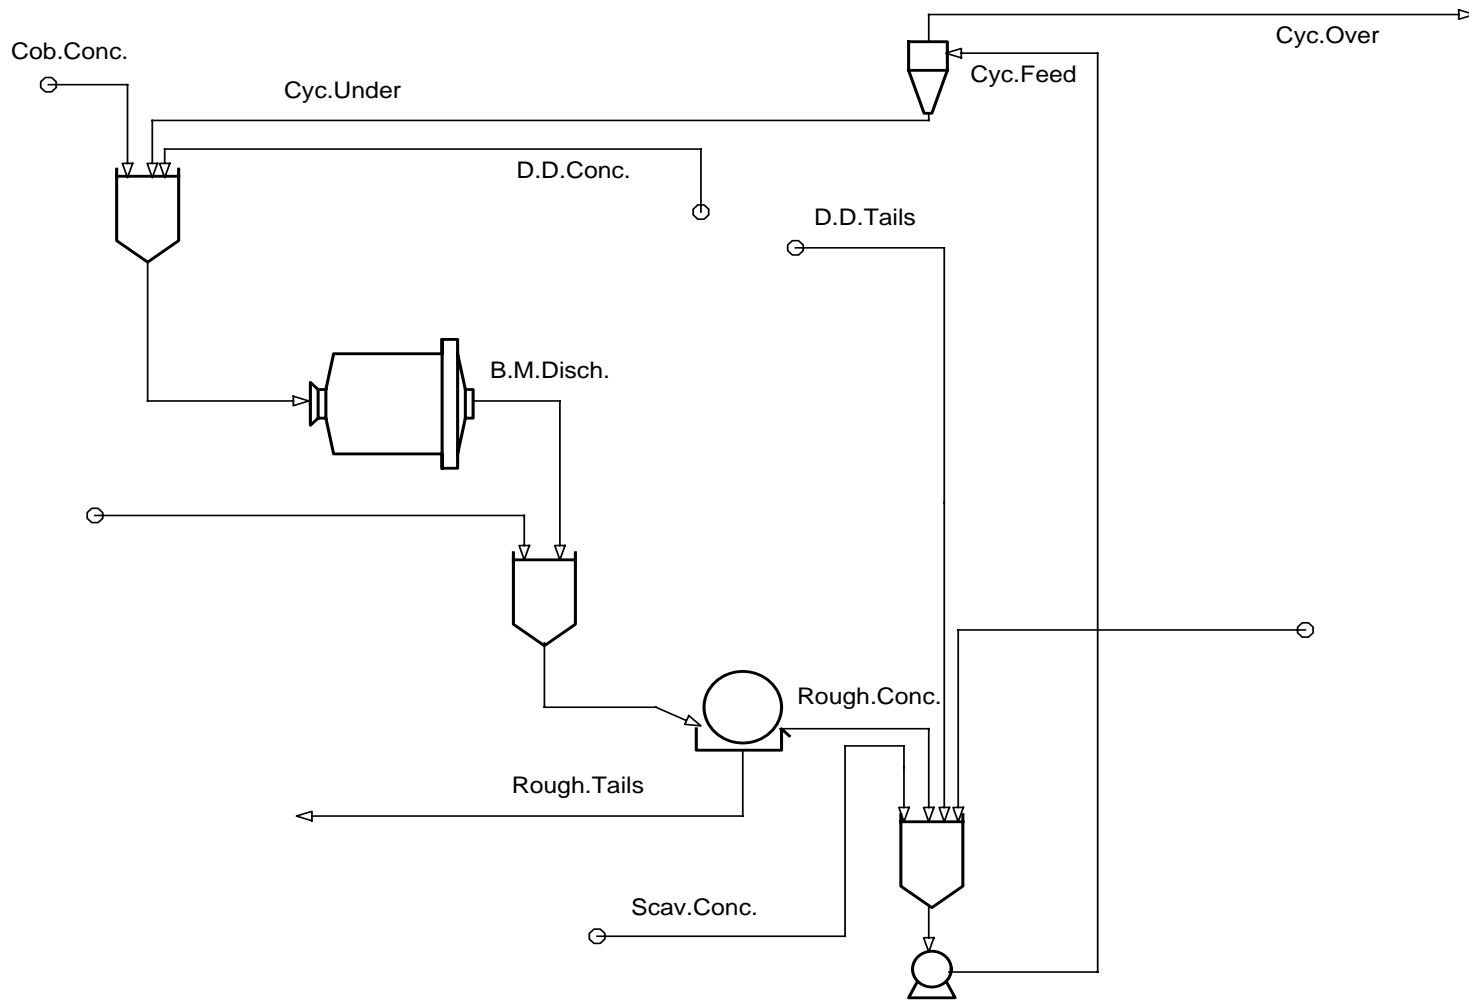 Cyc.Over
Cob.Conc.
Cyc.Feed
Cyc.Under
D.D.Conc.
D.D.Tails
B.M.Disch.
Rough.Conc.
Rough.Tails
Scav.Conc.